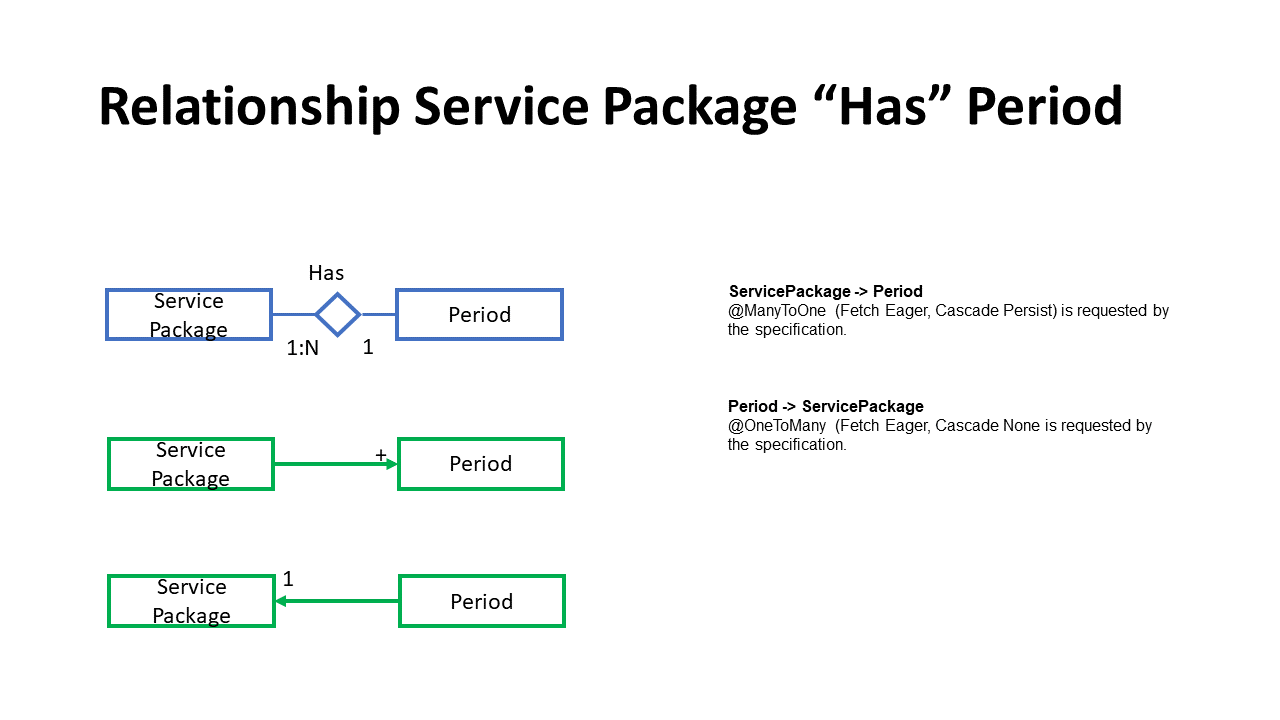 Relationship Service Package “Has” Period
Has
Service
Package
Period
1:N
1
Service
Package
+
Period
Service
Package
1
Period
ServicePackage -> Period
@ManyToOne (Fetch Eager, Cascade Persist) is requested by
the specification.
Period -> ServicePackage
@OneToMany (Fetch Eager, Cascade None is requested by
the specification.